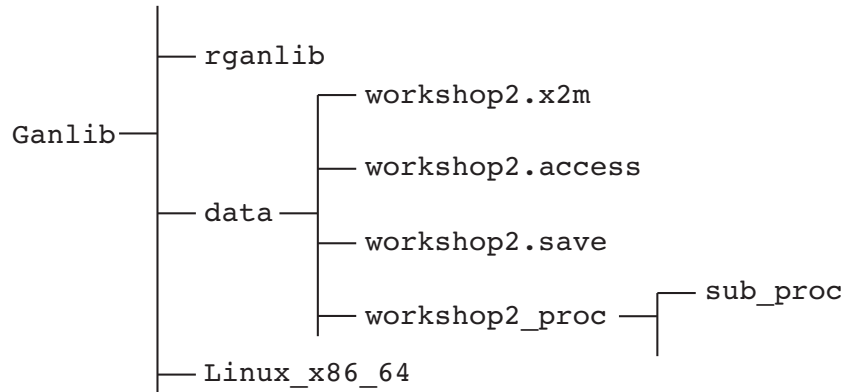 Ganlib
rganlib
data
workshop2.x2m
workshop2.access
workshop2.save
workshop2_proc
sub_proc
Linux_x86_64